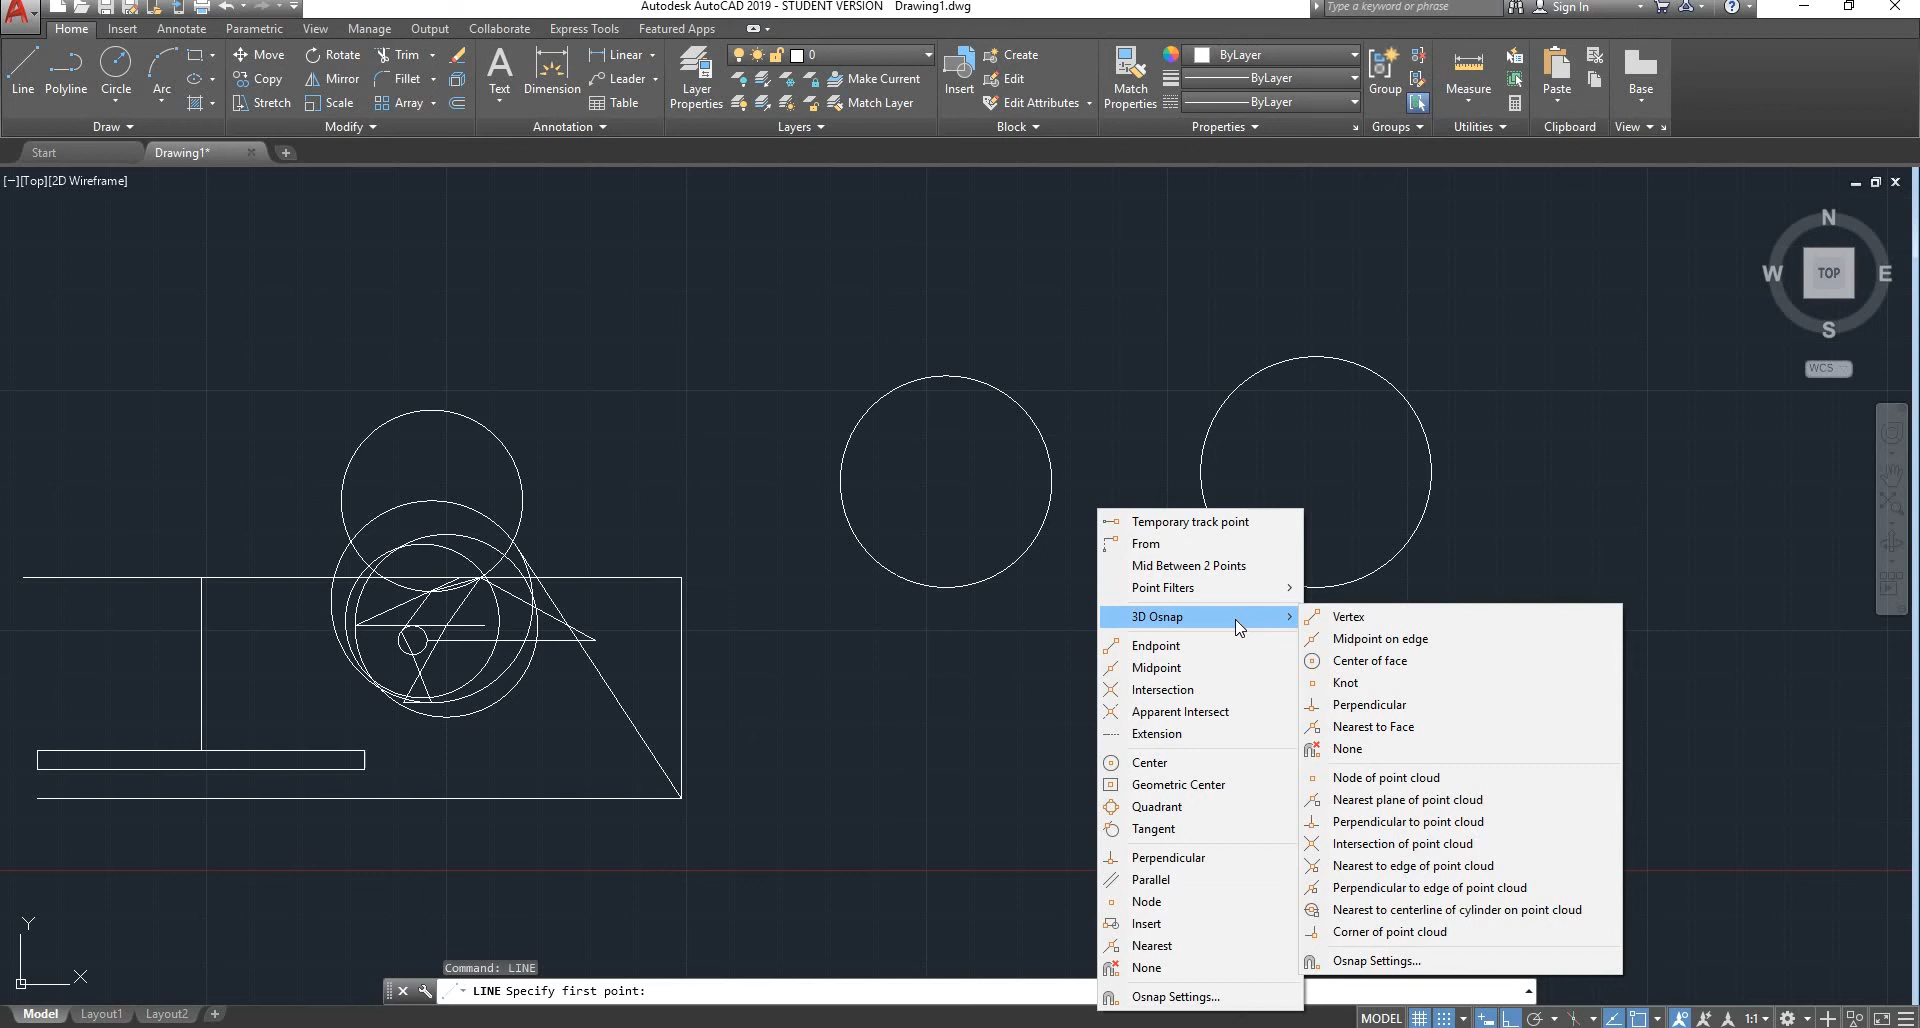 Autodesk AutoCAD 2019 - STUDENT VERSION Drawing1.dwg
Type a keyword or phrase
Sign In
Home Insert Annotate Parametric View Manage Output Collaborate Express Tools Featured Apps
Line Polyline Circle Arc
Move Rotate Trim
Copy Mirror Fillet
Stretch Scale Array
Text Dimension
Linear
Leader
Table
Layer
Properties
0
Make Current
Match Layer
Insert
Create
Edit
Edit Attributes
Match
Properties
ByLayer
ByLayer
ByLayer
Group
Measure
Paste
Base
Draw Modify Annotation Layers Block Properties Groups Utilities Clipboard View
Start Drawing1*
[−][Top][2D Wireframe]
N
W TOP E
S
WCS
Temporary track point
From
Mid Between 2 Points
Point Filters
3D Osnap
Endpoint
Midpoint
Intersection
Apparent Intersect
Extension
Center
Geometric Center
Quadrant
Tangent
Perpendicular
Parallel
Node
Insert
Nearest
None
Osnap Settings...
Vertex
Midpoint on edge
Center of face
Knot
Perpendicular
Nearest to Face
None
Node of point cloud
Nearest plane of point cloud
Perpendicular to point cloud
Intersection of point cloud
Nearest to edge of point cloud
Perpendicular to edge of point cloud
Nearest to centerline of cylinder on point cloud
Corner of point cloud
Osnap Settings...
Y
X
Command: LINE
LINE Specify first point:
Model Layout1 Layout2
MODEL 1:1